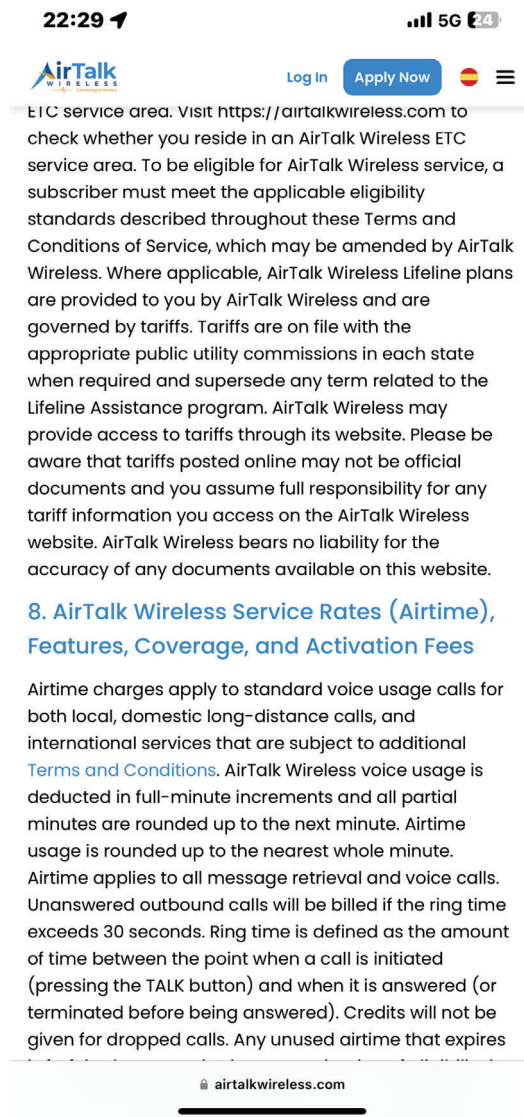 22:29
5G 24
AirTalk
WIRELESS
Log In
Apply Now
ETC service area. Visit https://airtalkwireless.com to
check whether you reside in an AirTalk Wireless ETC
service area. To be eligible for AirTalk Wireless service, a
subscriber must meet the applicable eligibility
standards described throughout these Terms and
Conditions of Service, which may be amended by AirTalk
Wireless. Where applicable, AirTalk Wireless Lifeline plans
are provided to you by AirTalk Wireless and are
governed by tariffs. Tariffs are on file with the
appropriate public utility commissions in each state
when required and supersede any term related to the
Lifeline Assistance program. AirTalk Wireless may
provide access to tariffs through its website. Please be
aware that tariffs posted online may not be official
documents and you assume full responsibility for any
tariff information you access on the AirTalk Wireless
website. AirTalk Wireless bears no liability for the
accuracy of any documents available on this website.
8. AirTalk Wireless Service Rates (Airtime),
Features, Coverage, and Activation Fees
Airtime charges apply to standard voice usage calls for
both local, domestic long-distance calls, and
international services that are subject to additional
Terms and Conditions. AirTalk Wireless voice usage is
deducted in full-minute increments and all partial
minutes are rounded up to the next minute. Airtime
usage is rounded up to the nearest whole minute.
Airtime applies to all message retrieval and voice calls.
Unanswered outbound calls will be billed if the ring time
exceeds 30 seconds. Ring time is defined as the amount
of time between the point when a call is initiated
(pressing the TALK button) and when it is answered (or
terminated before being answered). Credits will not be
given for dropped calls. Any unused airtime that expires
airtalkwireless.com